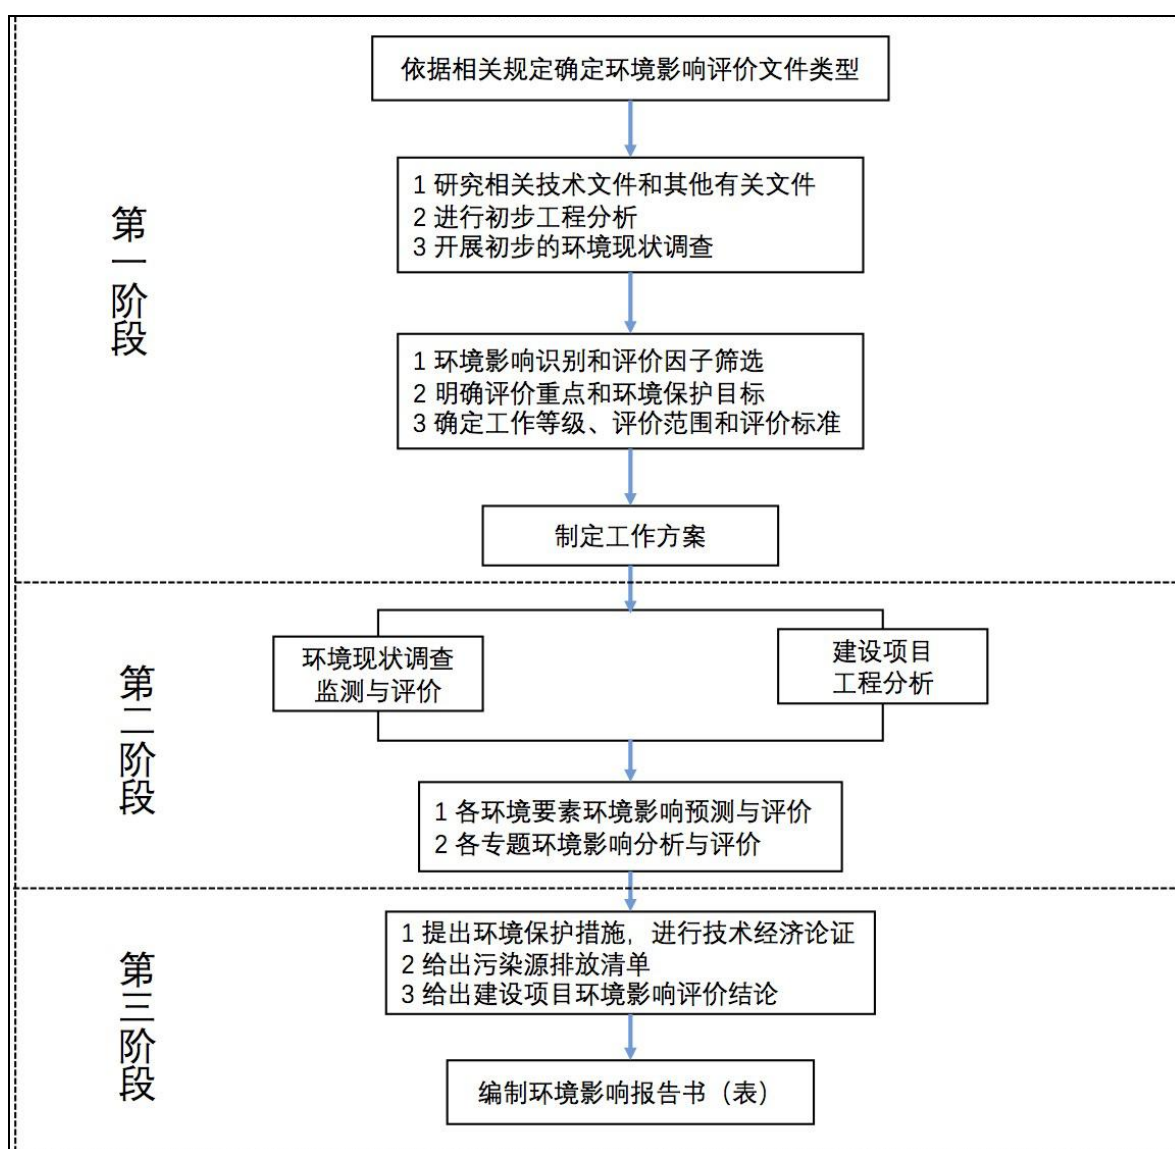 依据相关规定确定环境影响评价文件类型
第一阶段
1 研究相关技术文件和其他有关文件
2 进行初步工程分析
3 开展初步的环境现状调查
1 环境影响识别和评价因子筛选
2 明确评价重点和环境保护目标
3 确定工作等级、评价范围和评价标准
制定工作方案
第二阶段
环境现状调查
监测与评价
建设项目
工程分析
1 各环境要素环境影响预测与评价
2 各专题环境影响分析与评价
第三阶段
1 提出环境保护措施，进行技术经济论证
2 给出污染源排放清单
3 给出建设项目环境影响评价结论
编制环境影响报告书（表）